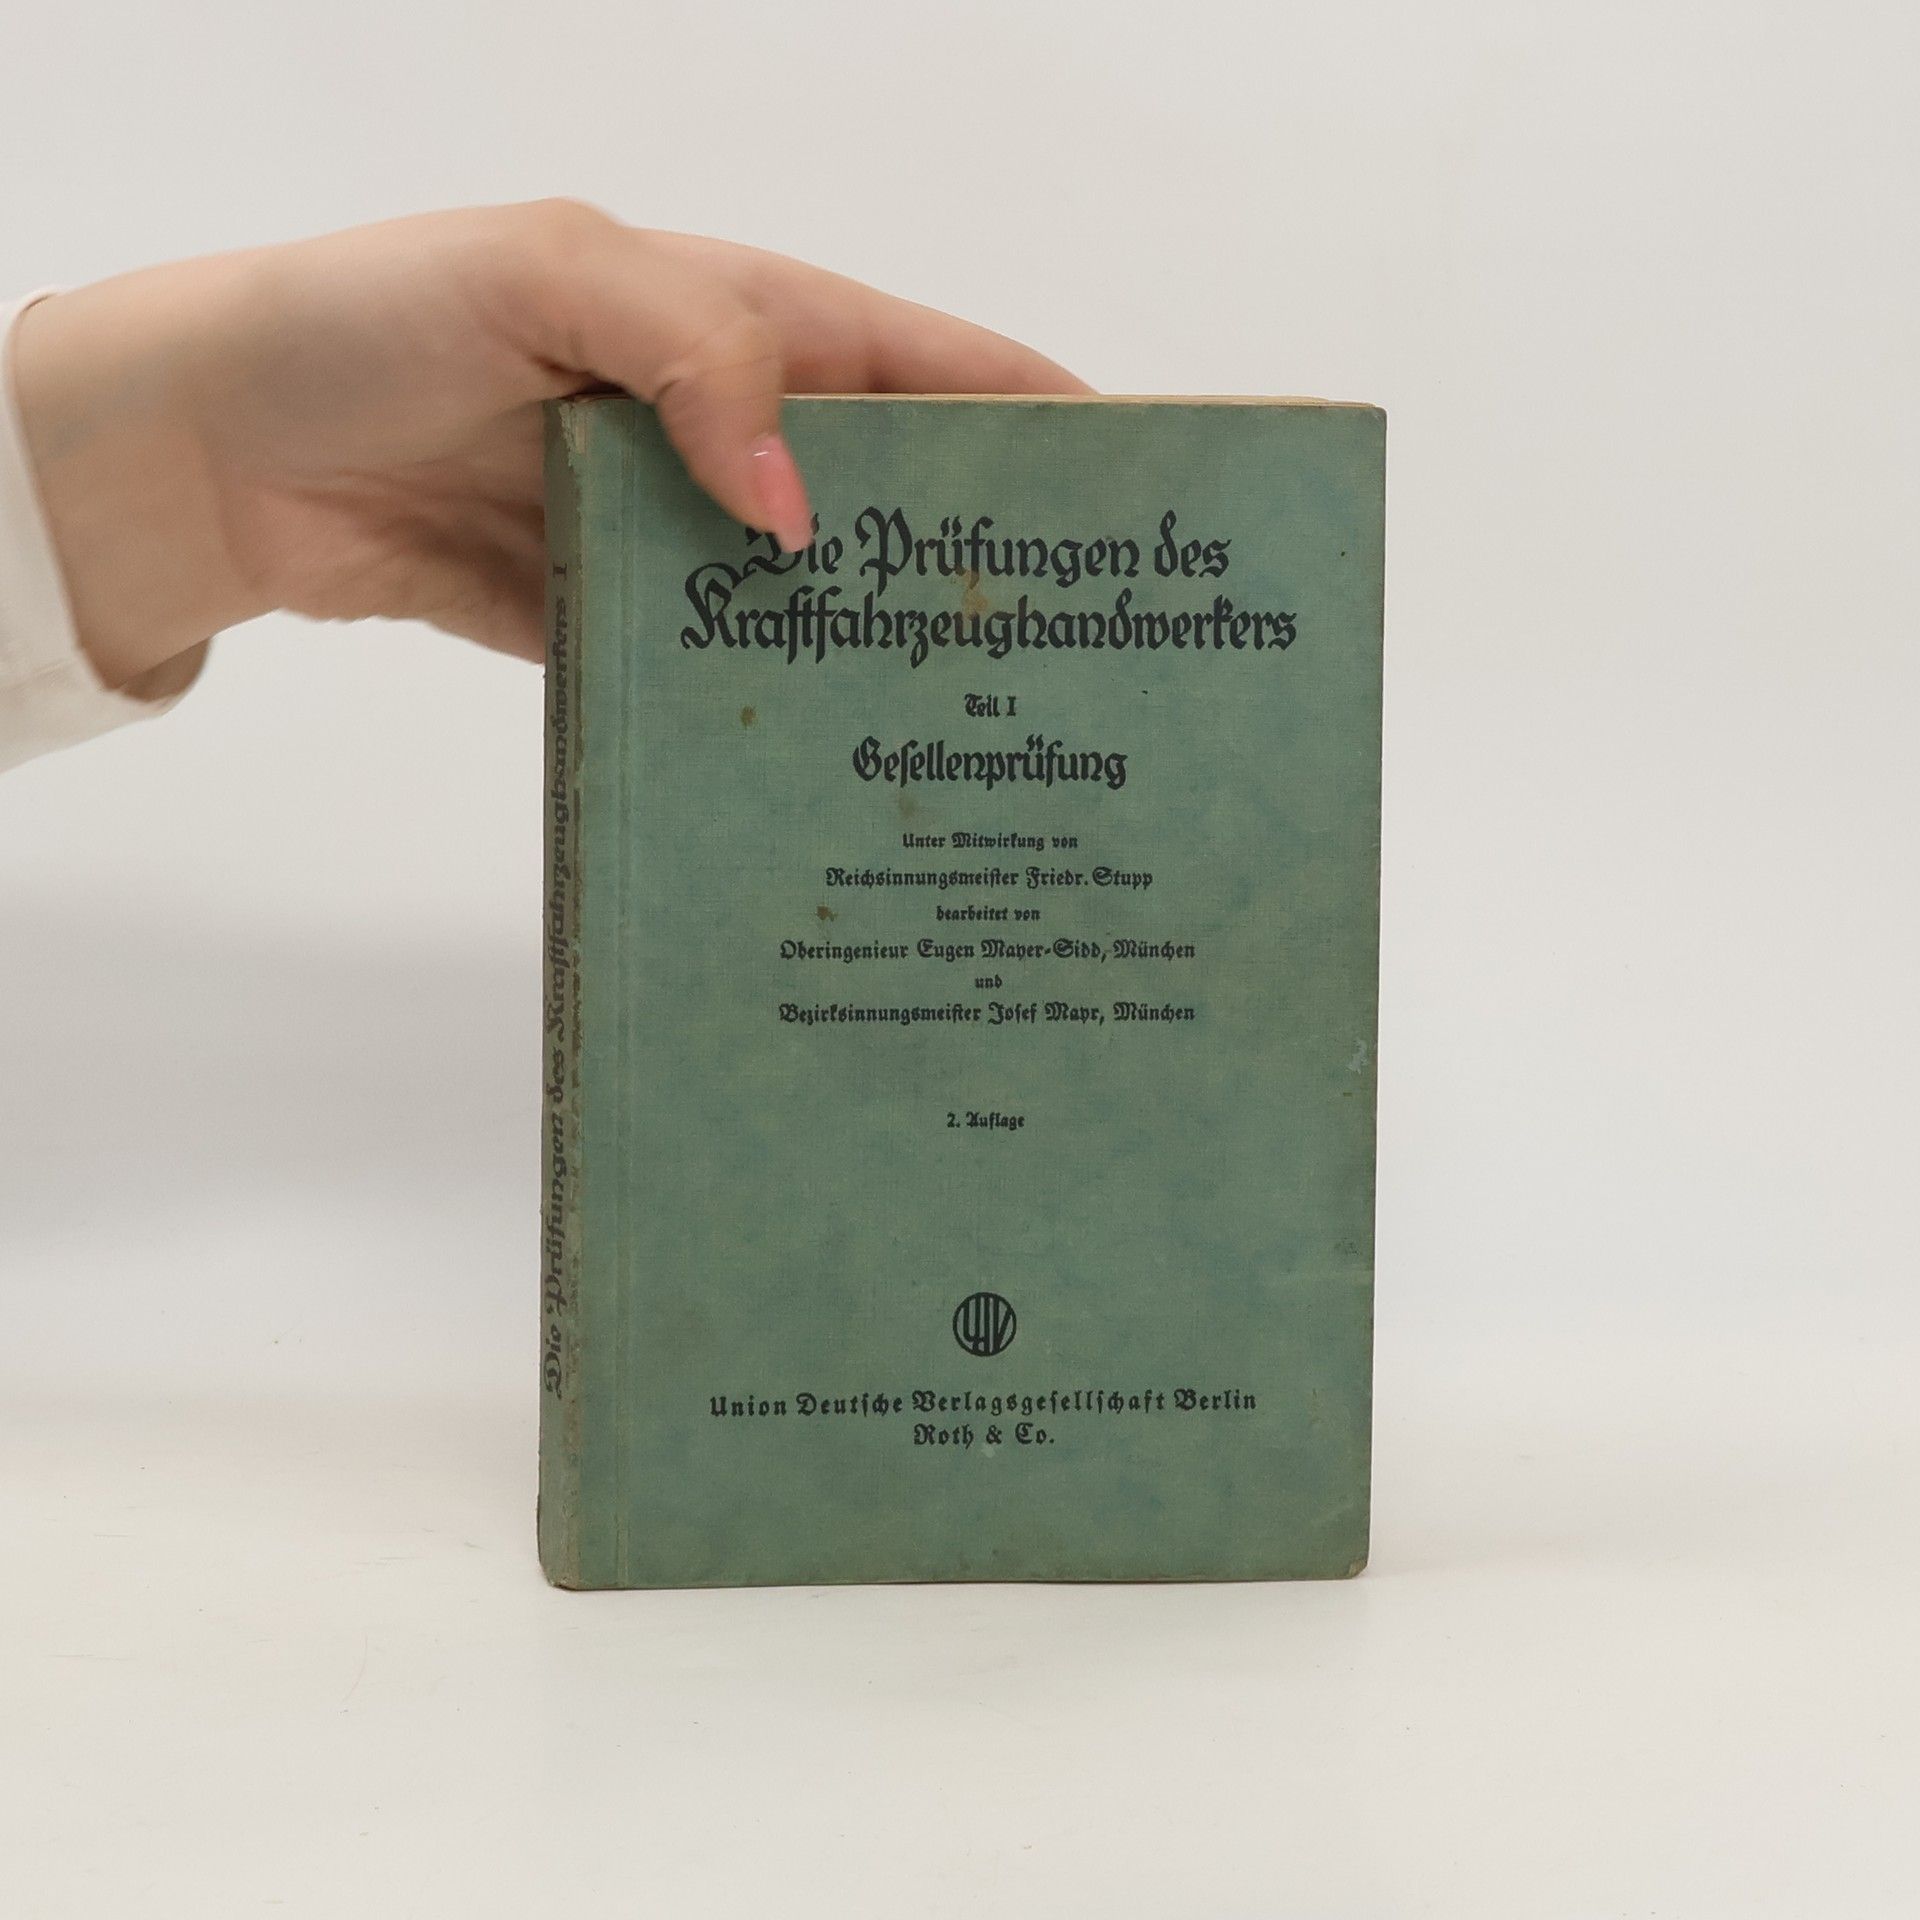 Die Prüfungen des
Kraftfahrzeughandwerkers
Teil I
Gesellenprüfung
Unter Mitwirkung von
Reichsinnungsmeister Friedr. Stupp
bearbeitet von
Oberingenieur Eugen Mayer-Sidd, München
und
Bezirksinnungsmeister Josef Mayr, München
2. Auflage
Union Deutsche Verlagsgesellschaft Berlin
Roth & Co.
Die Prüfungen des Kraftfahrzeughandwerkers I